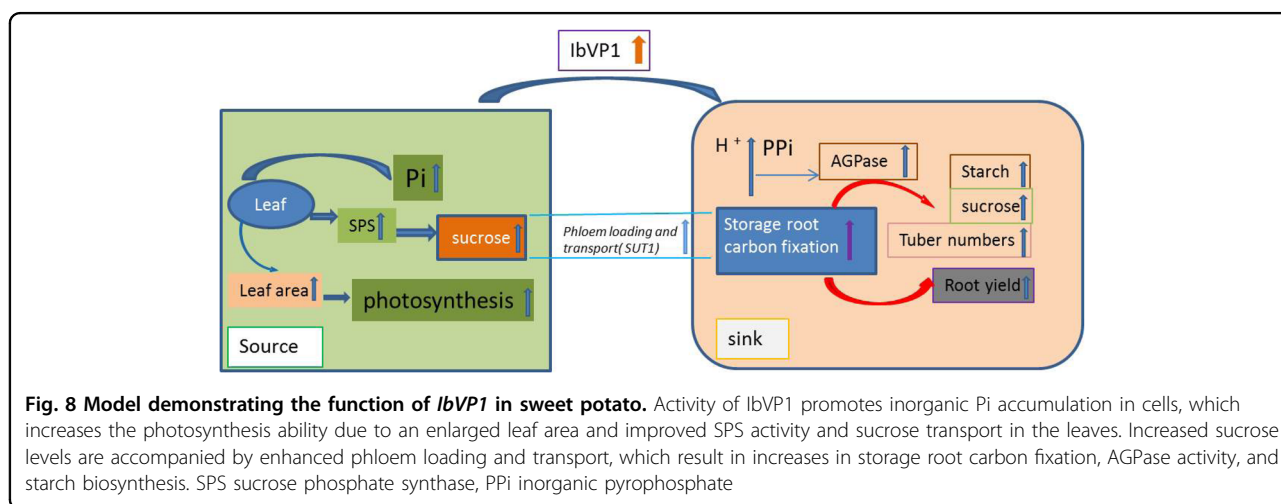 IbVP1
Pi
Leaf
SPS
sucrose
Leaf area
photosynthesis
Source
Phloem loading and
transport( SUT1)
H + PPi
AGPase
Starch
sucrose
Storage root
carbon fixation
Tuber numbers
Root yield
sink
Fig. 8 Model demonstrating the function of IbVP1 in sweet potato. Activity of IbVP1 promotes inorganic Pi accumulation in cells, which
increases the photosynthesis ability due to an enlarged leaf area and improved SPS activity and sucrose transport in the leaves. Increased sucrose
levels are accompanied by enhanced phloem loading and transport, which result in increases in storage root carbon fixation, AGPase activity, and
starch biosynthesis. SPS sucrose phosphate synthase, PPi inorganic pyrophosphate